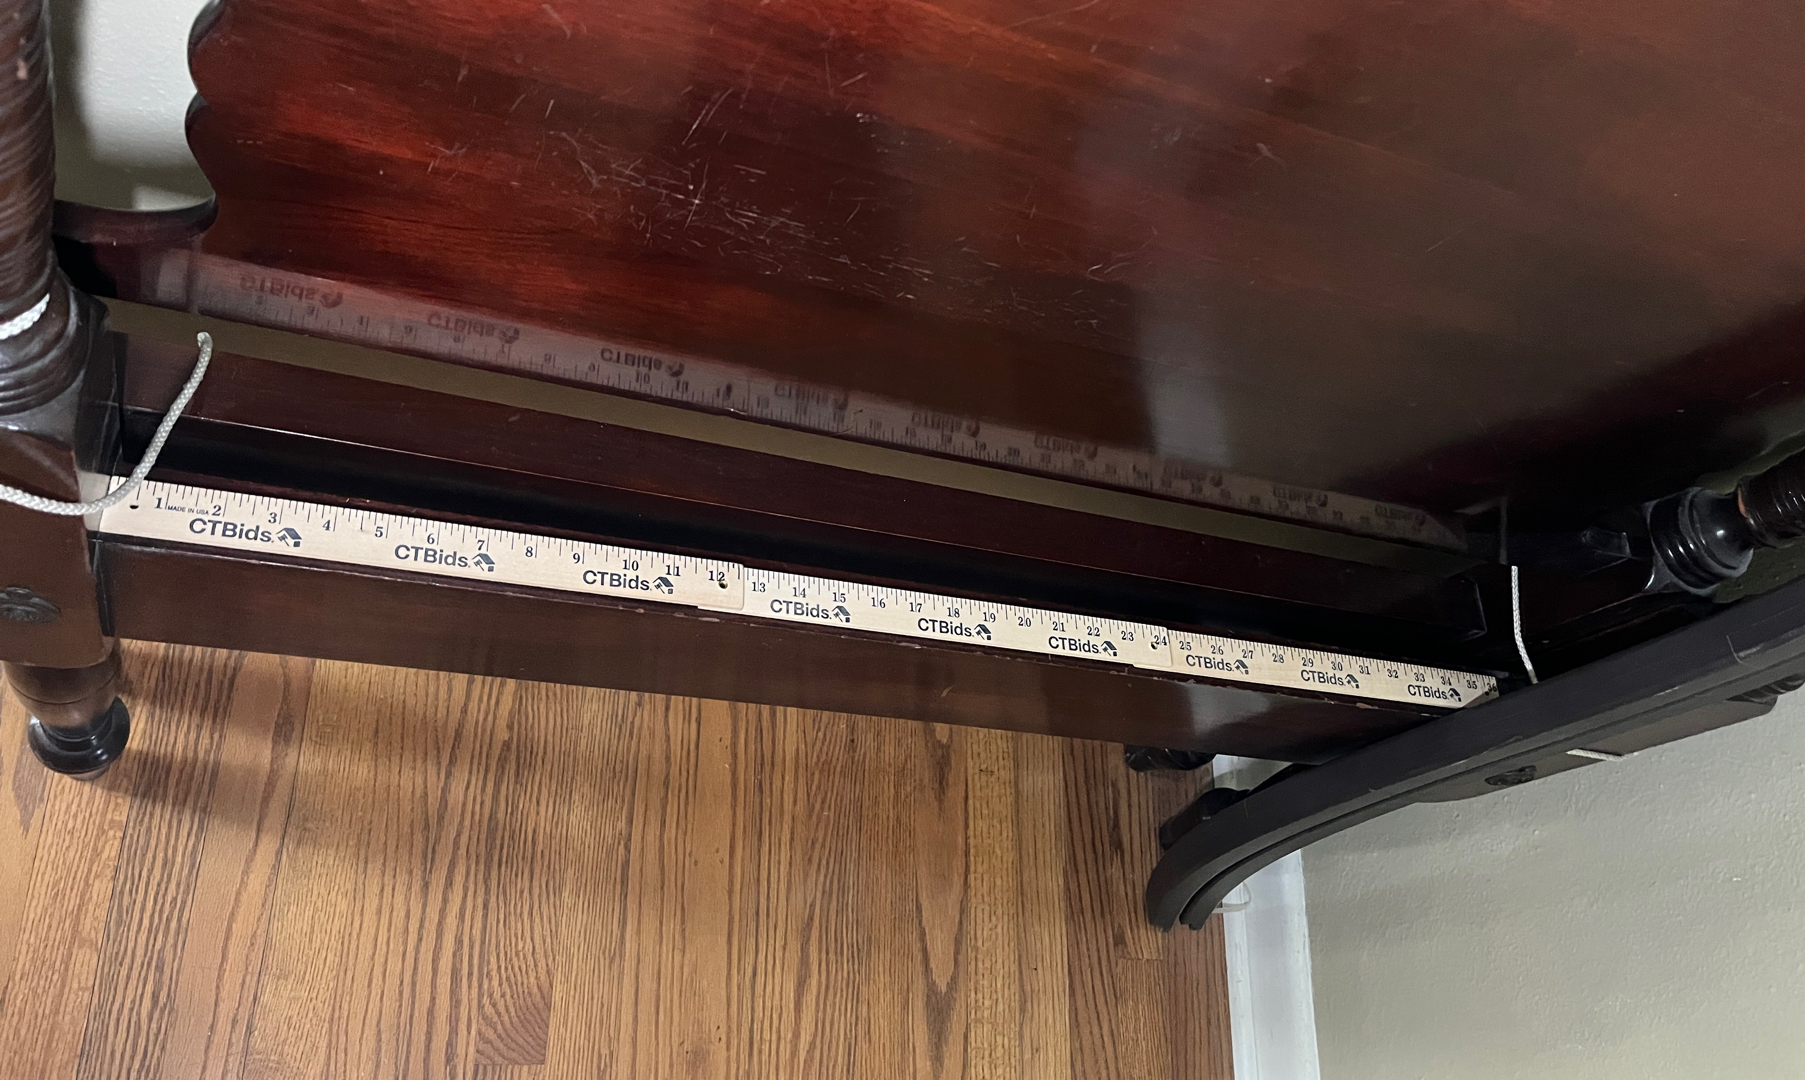 1 MADE IN USA 2 3 4 5 6 7 8 9 10 11 12 13 14 15 16 17 18 19 20 21 22 23 24 25 26 27 28 29 30 31 32 33 34 35 36
CTBids. CTBids. CTBids. CTBids. CTBids. CTBids. CTBids. CTBids. CTBids.